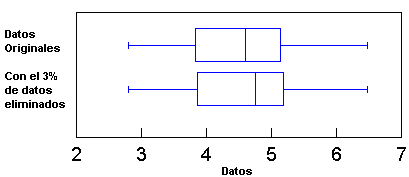 Datos
Originales
Con el 3%
de datos
eliminados
2 3 4 5 6 7
Datos